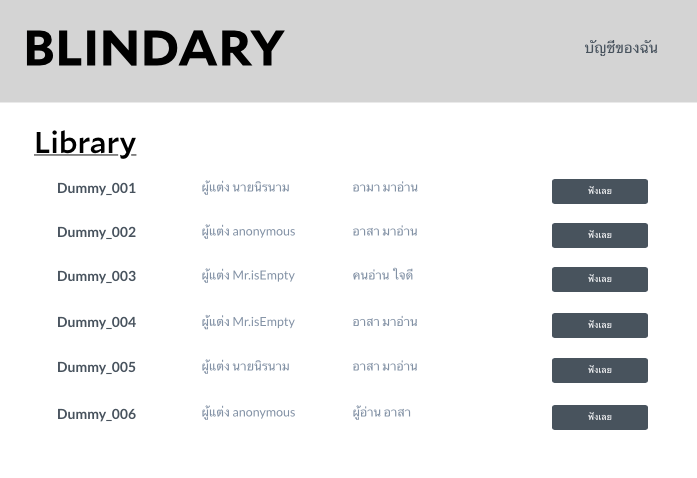 BLINDARY
บัญชีของฉัน
Library
Dummy_001 ผู้แต่ง นายนิรนาม อามา มาอ่าน ฟังเลย
Dummy_002 ผู้แต่ง anonymous อาสา มาอ่าน ฟังเลย
Dummy_003 ผู้แต่ง Mr.isEmpty คนอ่าน ใจดี ฟังเลย
Dummy_004 ผู้แต่ง Mr.isEmpty อาสา มาอ่าน ฟังเลย
Dummy_005 ผู้แต่ง นายนิรนาม อาสา มาอ่าน ฟังเลย
Dummy_006 ผู้แต่ง anonymous ผู้อ่าน อาสา ฟังเลย